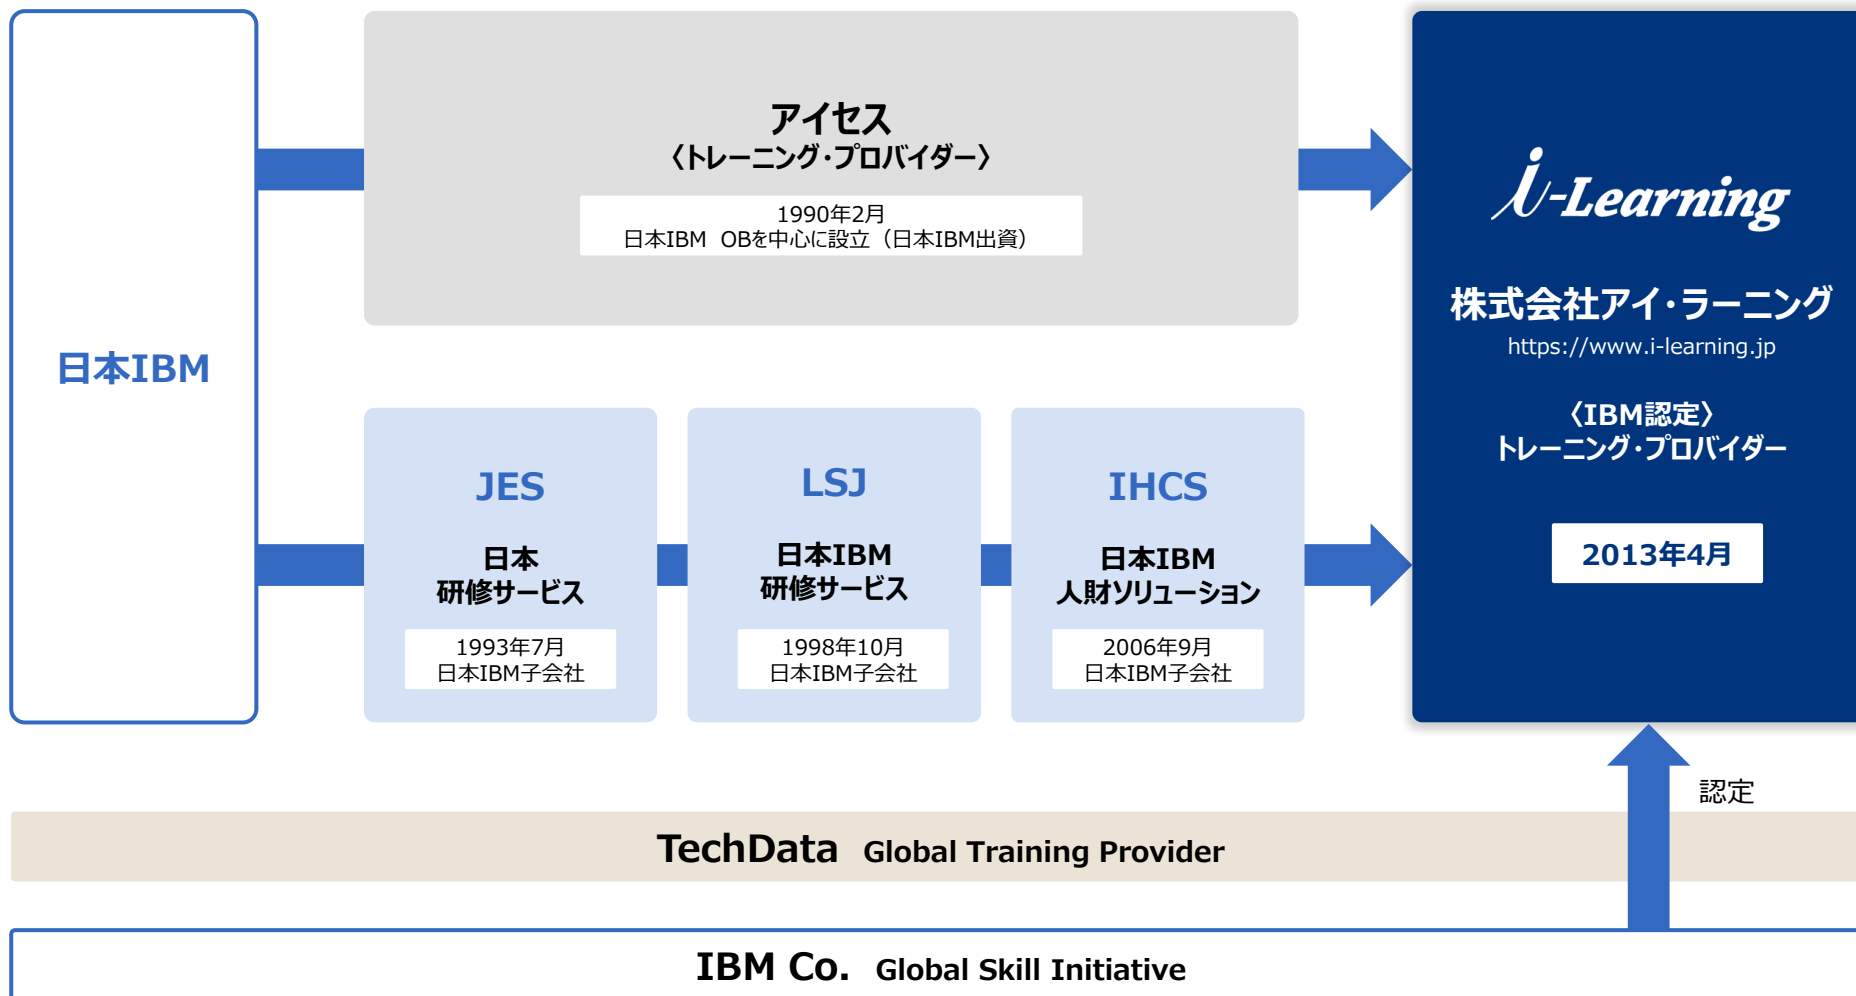 日本IBM
アイセス
〈トレーニング・プロバイダー〉
1990年2月
日本IBM OBを中心に設立（日本IBM出資）
JES
日本
研修サービス
1993年7月
日本IBM子会社
LSJ
日本IBM
研修サービス
1998年10月
日本IBM子会社
IHCS
日本IBM
人財ソリューション
2006年9月
日本IBM子会社
i-Learning
株式会社アイ・ラーニング
https://www.i-learning.jp
〈IBM認定〉
トレーニング・プロバイダー
2013年4月
認定
TechData Global Training Provider
IBM Co. Global Skill Initiative